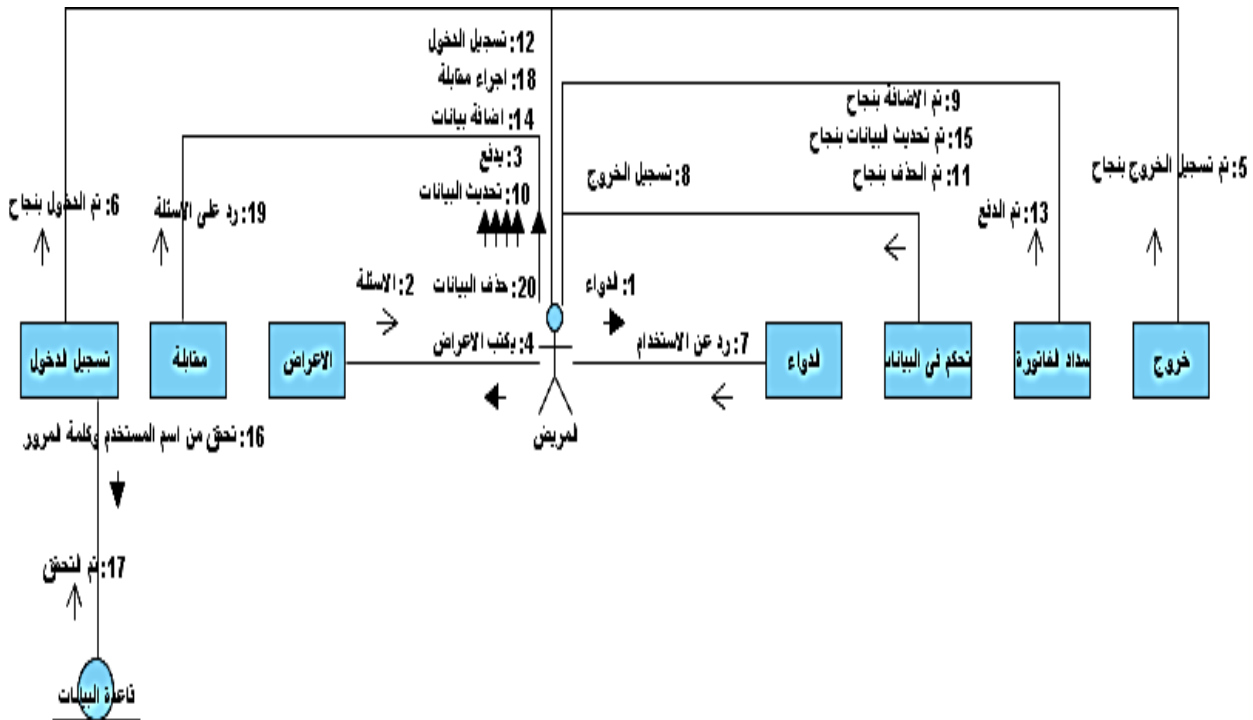 12: تسجيل الدخول
18: اجراء مقابلة
14: اضافة بيانات
3: يدفع
10: تحديث البيانات
20: حذف البيانات
9: تم الاضافة بنجاح
15: تم تحديث البيانات بنجاح
11: تم الحذف بنجاح
8: تسجيل الخروج
5: تم تسجيل الخروج بنجاح
13: تم الدفع
6: تم الدخول بنجاح
19: رد على الاسئلة
2: الاسئلة
1: الدواء
4: يكتب الاعراض
7: رد عن الاستخدام
تسجيل الدخول
مقابلة
الاعراض
المريض
الدواء
تحكم فى البيانات
سداد الفاتورة
خروج
16: تحقق من اسم المستخدم وكلمة المرور
17: تم التحقق
قاعدة البيانات